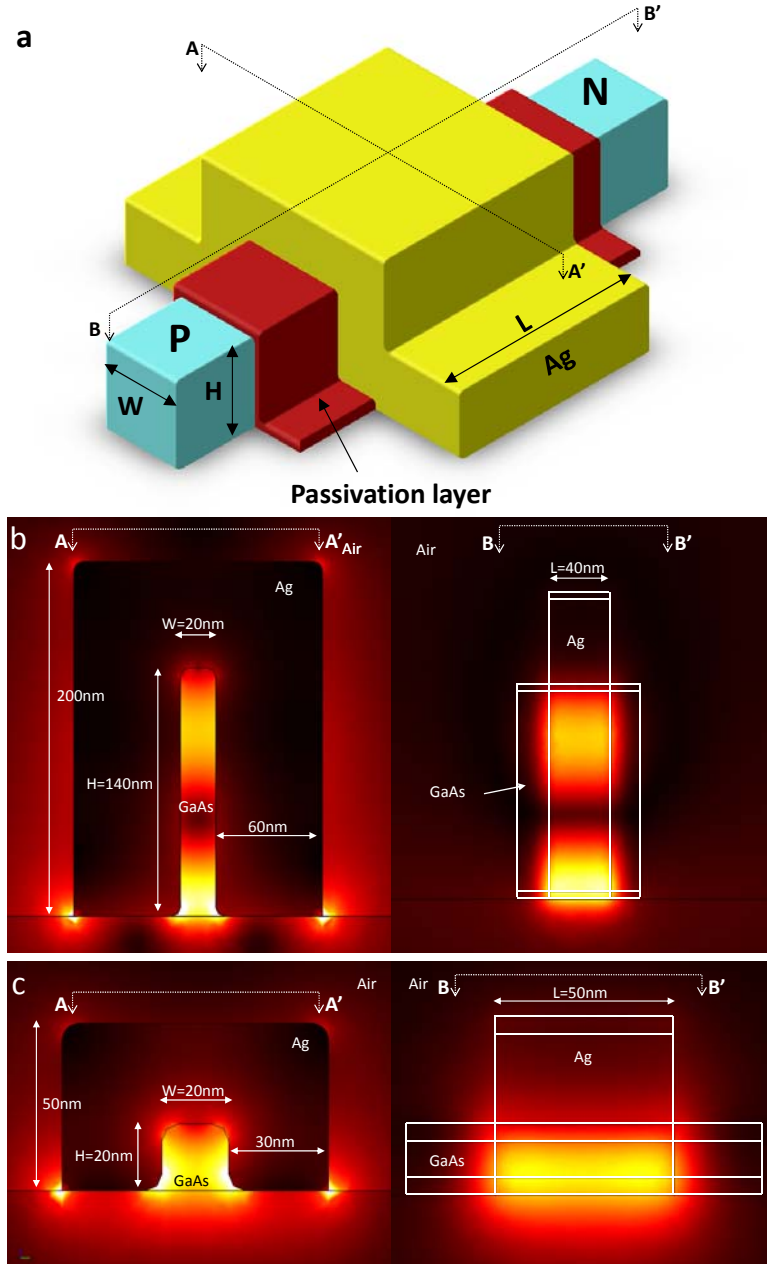 a
A
B’
N
A’
B
P
L
Ag
W
H
Passivation layer
b
A
A’
Air
Ag
W=20nm
200nm
H=140nm
GaAs
60nm
Air
B
B’
L=40nm
Ag
GaAs
c
A
A’
Air
Ag
W=20nm
50nm
H=20nm
30nm
GaAs
Air
B
B’
L=50nm
Ag
GaAs